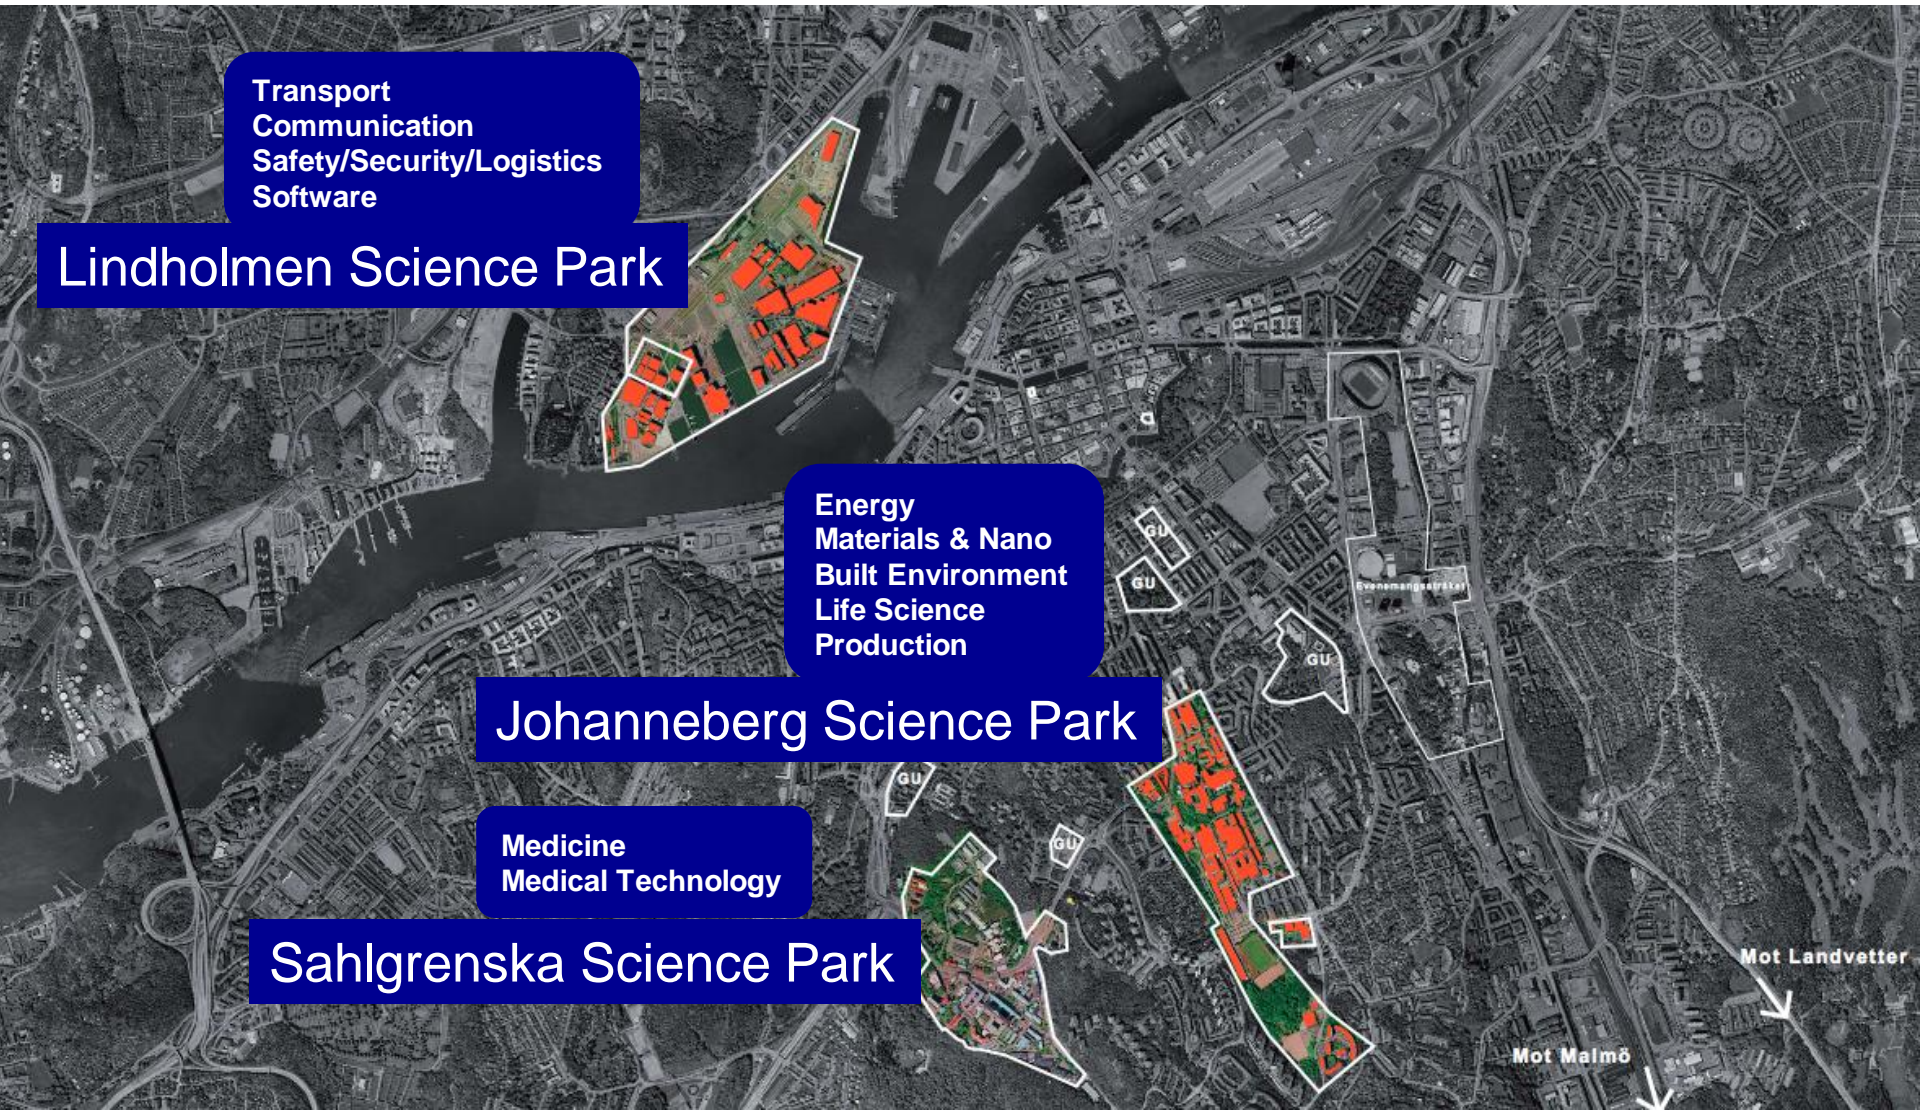 Transport
Communication
Safety/Security/Logistics
Software
Lindholmen Science Park
Energy
Materials & Nano
Built Environment
Life Science
Production
Johanneberg Science Park
Medicine
Medical Technology
Sahlgrenska Science Park
GU
GU
Evenemangsstråket
GU
GU
GU
Mot Landvetter
Mot Malmö